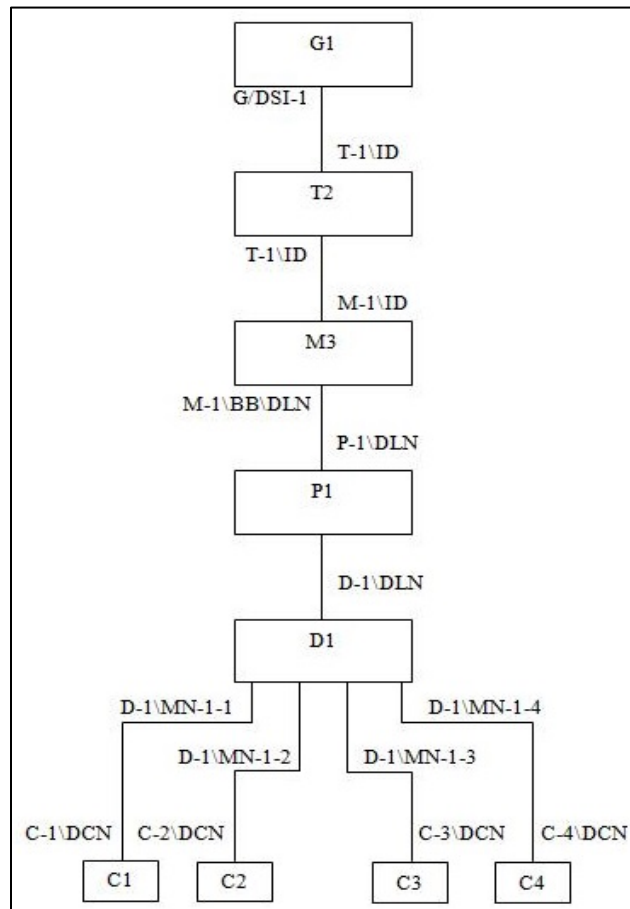 G1
G/DSI-1
T-1\ID
T2
T-1\ID
M-1\ID
M3
M-1\BB\DLN
P-1\DLN
P1
D-1\DLN
D1
D-1\MN-1-1
D-1\MN-1-4
D-1\MN-1-2
D-1\MN-1-3
C-1\DCN
C-2\DCN
C-3\DCN
C-4\DCN
C1
C2
C3
C4